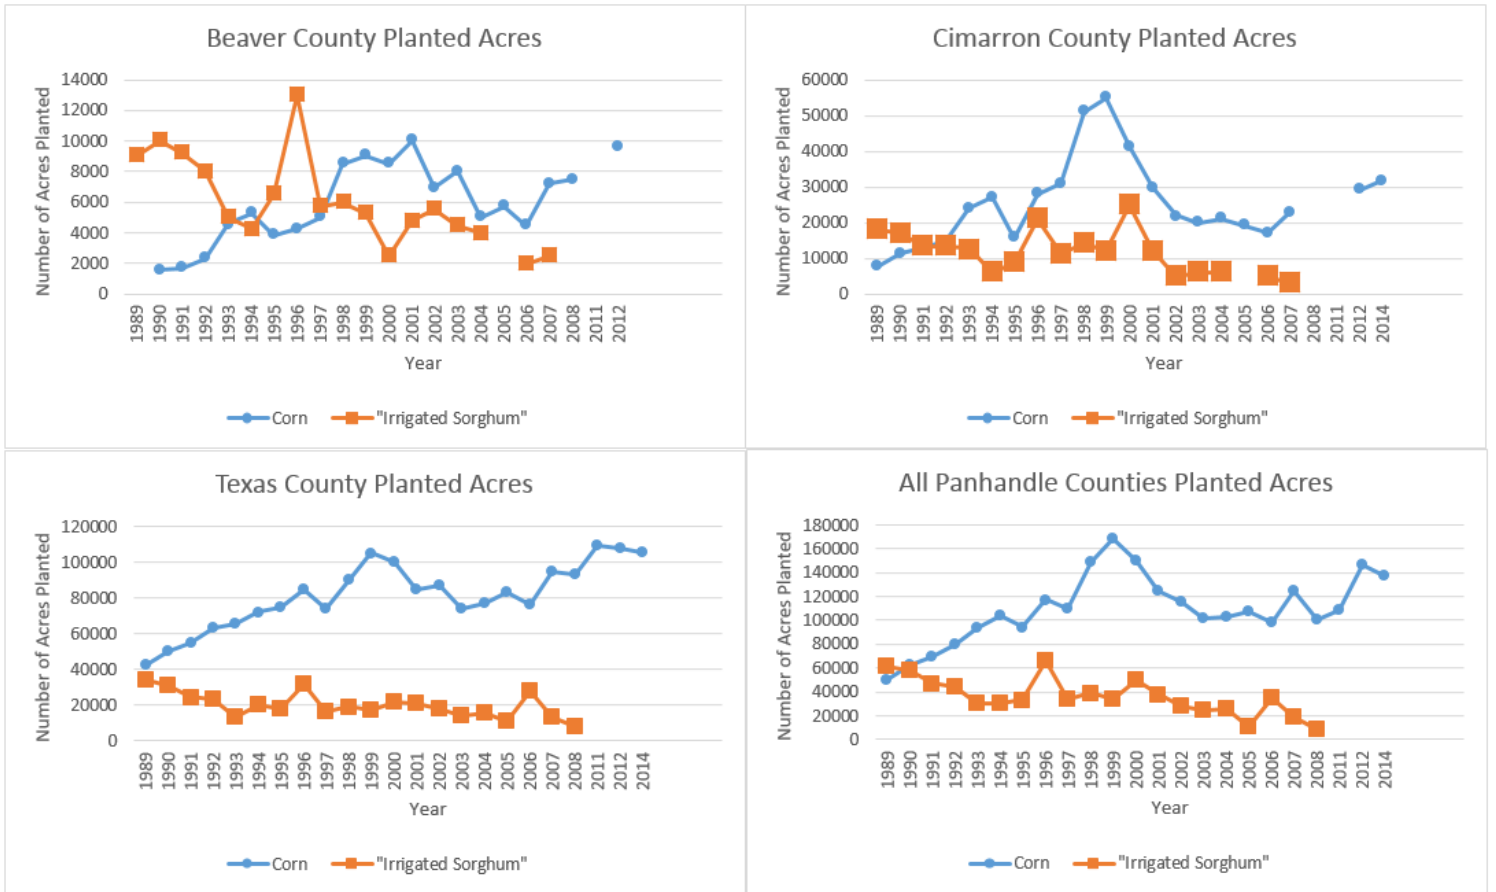 Beaver County Planted Acres
Number of Acres Planted
14000
12000
10000
8000
6000
4000
2000
0
1989 1990 1991 1992 1993 1994 1995 1996 1997 1998 1999 2000 2001 2002 2003 2004 2005 2006 2007 2008 2011 2012
Year
Corn "Irrigated Sorghum"
Cimarron County Planted Acres
Number of Acres Planted
60000
50000
40000
30000
20000
10000
0
1989 1990 1991 1992 1993 1994 1995 1996 1997 1998 1999 2000 2001 2002 2003 2004 2005 2006 2007 2008 2011 2012 2014
Year
Corn "Irrigated Sorghum"
Texas County Planted Acres
Number of Acres Planted
120000
100000
80000
60000
40000
20000
0
1989 1990 1991 1992 1993 1994 1995 1996 1997 1998 1999 2000 2001 2002 2003 2004 2005 2006 2007 2008 2011 2012 2014
Year
Corn "Irrigated Sorghum"
All Panhandle Counties Planted Acres
Number of Acres Planted
180000
160000
140000
120000
100000
80000
60000
40000
20000
0
1989 1990 1991 1992 1993 1994 1995 1996 1997 1998 1999 2000 2001 2002 2003 2004 2005 2006 2007 2008 2011 2012 2014
Year
Corn "Irrigated Sorghum"